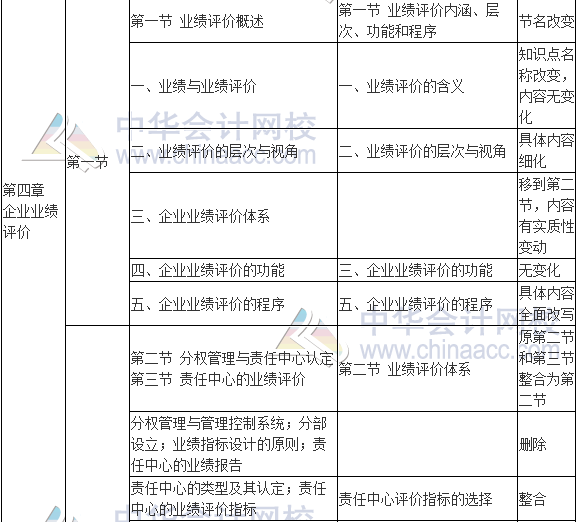 第四章
企业业绩
评价
第一节
第一节 业绩评价概述
第一节 业绩评价内涵、层
次、功能和程序
节名改变
一、业绩与业绩评价
一、业绩评价的含义
知识点名
称改变，
内容无变
化
二、业绩评价的层次与视角
二、业绩评价的层次与视角
具体内容
细化
三、企业业绩评价体系
移到第二
节，内容
有实质性
变动
四、企业业绩评价的功能
三、企业业绩评价的功能
无变化
五、企业业绩评价的程序
五、企业业绩评价的程序
具体内容
全面改写
第二节 分权管理与责任中心认定
第三节 责任中心的业绩评价
第二节 业绩评价体系
原第二节
和第三节
整合为第
二节
分权管理与管理控制系统；分部
设立；业绩指标设计的原则；责
任中心的业绩报告
删除
责任中心的类型及其认定；责任
中心的业绩评价指标
责任中心评价指标的选择
整合
中华会计网校
www.chinaacc.com
中华会计网校
www.chinaacc.com